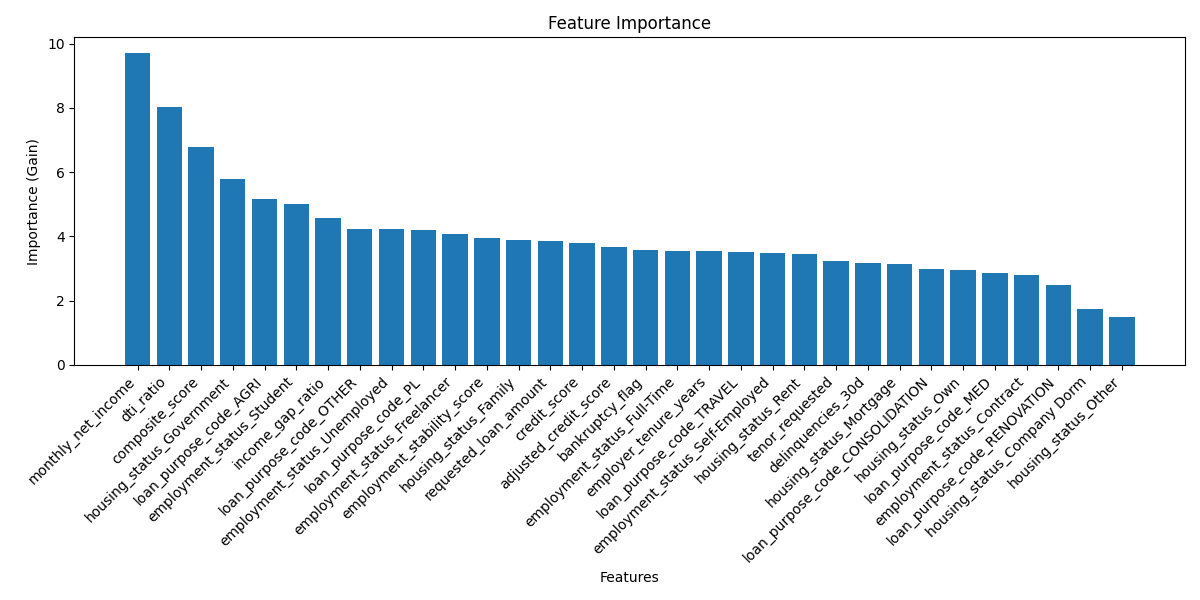 Feature Importance
Importance (Gain)
10
8
6
4
2
0
monthly_net_income
dti_ratio
composite_score
housing_status_Government
loan_purpose_code_AGRI
employment_status_Student
income_gap_ratio
loan_purpose_code_OTHER
employment_status_Unemployed
loan_purpose_code_PL
employment_status_Freelancer
employment_stability_score
housing_status_Family
requested_loan_amount
credit_score
adjusted_credit_score
bankruptcy_flag
employment_status_Full-Time
employer_tenure_years
loan_purpose_code_TRAVEL
employment_status_Self-Employed
housing_status_Rent
tenor_requested
delinquencies_30d
housing_status_Mortgage
loan_purpose_code_CONSOLIDATION
housing_status_Own
loan_purpose_code_MED
employment_status_Contract
loan_purpose_code_RENOVATION
housing_status_Company Dorm
housing_status_Other
Features